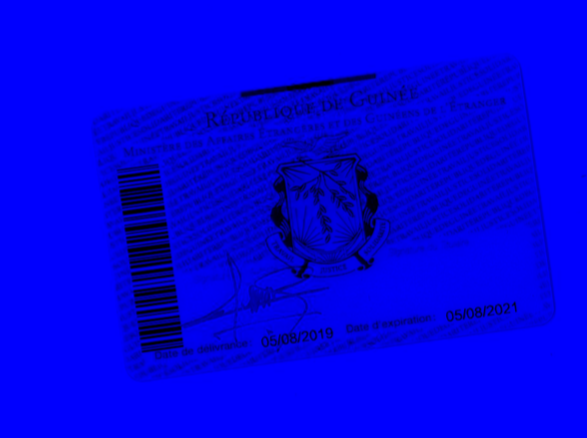 RÉPUBLIQUE DE GUINÉE
MINISTÈRE DES AFFAIRES ÉTRANGÈRES ET DES GUINÉENS DE L'ÉTRANGER
Date de délivrance: 05/08/2019 Date d'expiration: 05/08/2021